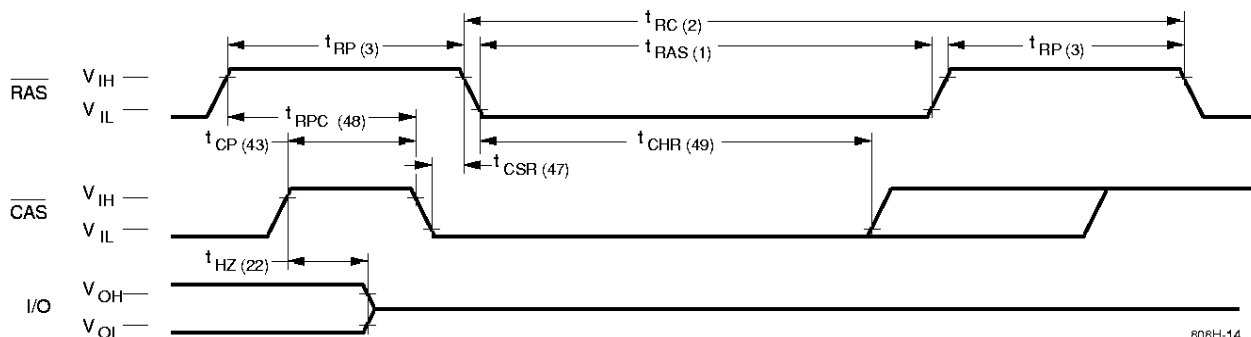 t RC (2)
t RP (3)
t RAS (1)
t RP (3)
RAS
V IH
V IL
t RPC (48)
t CP (43)
t CHR (49)
t CSR (47)
CAS
V IH
V IL
t HZ (22)
I/O
V OH
V OL
808H-14